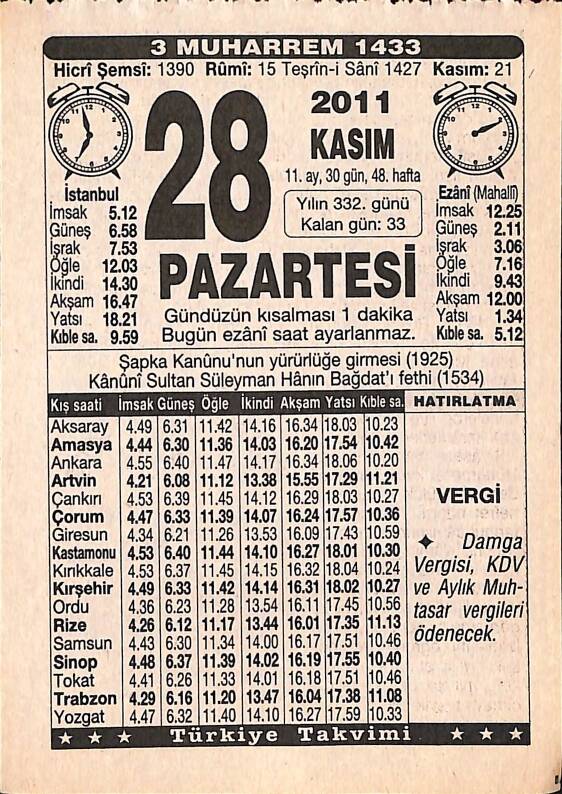 3 MUHARREM 1433
Hicrî Şemsî: 1390 Rûmî: 15 Teşrîn-i Sânî 1427 Kasım: 21
28
2011
KASIM
11. ay, 30 gün, 48. hafta
Yılın 332. günü
Kalan gün: 33
PAZARTESİ
Gündüzün kısalması 1 dakika
Bugün ezânî saat ayarlanmaz.
İstanbul
İmsak 5.12
Güneş 6.58
İşrak 7.53
Öğle 12.03
İkindi 14.30
Akşam 16.47
Yatsı 18.21
Kıble sa. 9.59
Ezânî (Mahallî)
İmsak 12.25
Güneş 2.11
İşrak 3.06
Öğle 7.16
İkindi 9.43
Akşam 12.00
Yatsı 1.34
Kıble sa. 5.12
Şapka Kanûnu'nun yürürlüğe girmesi (1925)
Kânûnî Sultan Süleyman Hânın Bağdat'ı fethi (1534)
Kış saati İmsak Güneş Öğle İkindi Akşam Yatsı Kıble sa.
Aksaray 4.49 6.31 11.42 14.16 16.34 18.03 10.23
Amasya 4.44 6.30 11.36 14.03 16.20 17.54 10.42
Ankara 4.55 6.40 11.47 14.17 16.34 18.06 10.20
Artvin 4.21 6.08 11.12 13.38 15.55 17.29 11.21
Çankırı 4.53 6.39 11.45 14.12 16.29 18.03 10.27
Çorum 4.47 6.33 11.39 14.07 16.24 17.57 10.36
Giresun 4.34 6.21 11.26 13.53 16.09 17.43 10.59
Kastamonu 4.53 6.40 11.44 14.10 16.27 18.01 10.30
Kırıkkale 4.53 6.37 11.45 14.15 16.32 18.04 10.24
Kırşehir 4.49 6.33 11.42 14.14 16.31 18.02 10.27
Ordu 4.36 6.23 11.28 13.54 16.11 17.45 10.56
Rize 4.26 6.12 11.17 13.44 16.01 17.35 11.13
Samsun 4.43 6.30 11.34 14.00 16.17 17.51 10.46
Sinop 4.48 6.37 11.39 14.02 16.19 17.55 10.40
Tokat 4.41 6.26 11.33 14.01 16.18 17.51 10.46
Trabzon 4.29 6.16 11.20 13.47 16.04 17.38 11.08
Yozgat 4.47 6.32 11.40 14.10 16.27 17.59 10.33
HATIRLATMA
VERGİ
✦ Damga
Vergisi, KDV
ve Aylık Muh-
tasar vergileri
ödenecek.
Türkiye Takvimi